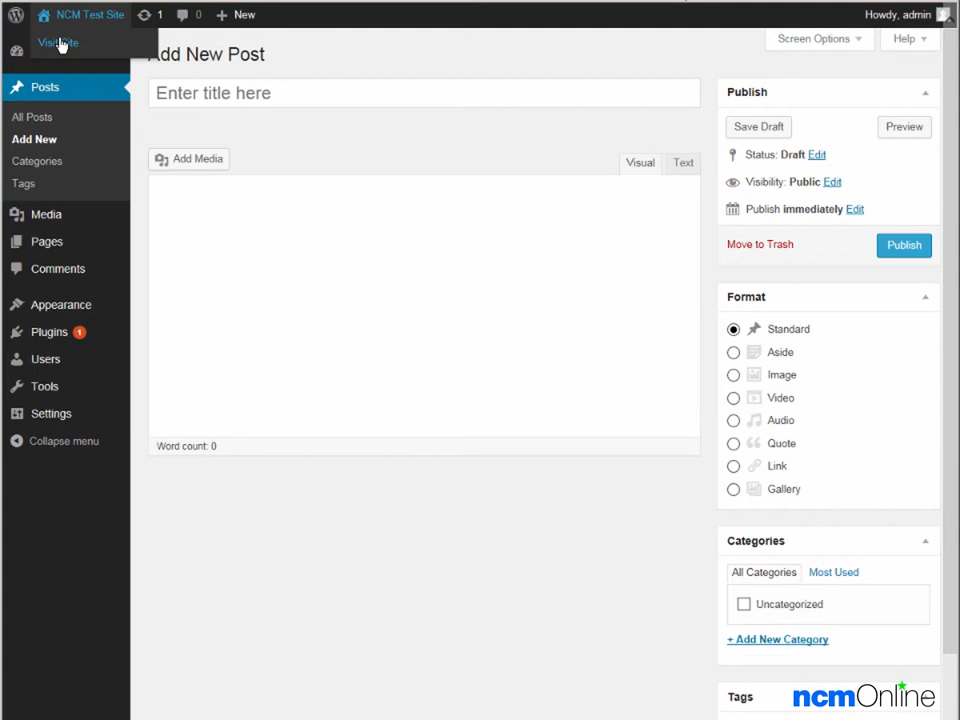 NCM Test Site 1 0 New Howdy, admin
Visit Site
Screen Options Help
Add New Post
Posts
All Posts
Add New
Categories
Tags
Media
Pages
Comments
Appearance
Plugins 1
Users
Tools
Settings
Collapse menu
Enter title here
Add Media
Visual Text
Word count: 0
Publish
Save Draft Preview
Status: Draft Edit
Visibility: Public Edit
Publish immediately Edit
Move to Trash Publish
Format
Standard
Aside
Image
Video
Audio
Quote
Link
Gallery
Categories
All Categories Most Used
Uncategorized
+ Add New Category
Tags
ncmOnline